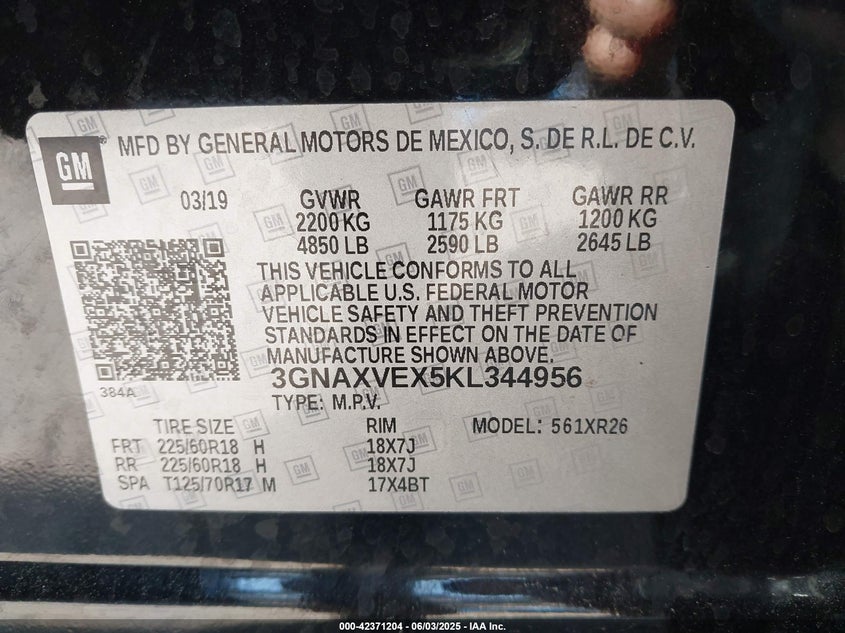 GM
MFD BY GENERAL MOTORS DE MEXICO, S. DE R.L. DE C.V.
03/19 GVWR GAWR FRT GAWR RR
2200 KG 1175 KG 1200 KG
4850 LB 2590 LB 2645 LB
THIS VEHICLE CONFORMS TO ALL
APPLICABLE U.S. FEDERAL MOTOR
VEHICLE SAFETY AND THEFT PREVENTION
STANDARDS IN EFFECT ON THE DATE OF
MANUFACTURE SHOWN ABOVE.
384A
3GNAXVEX5KL344956
TYPE: M.P.V.
TIRE SIZE RIM MODEL: 561XR26
FRT 225/60R18 H 18X7J
RR 225/60R18 H 18X7J
SPA T125/70R17 M 17X4BT
000-42371204 - 06/03/2025 - IAA Inc.